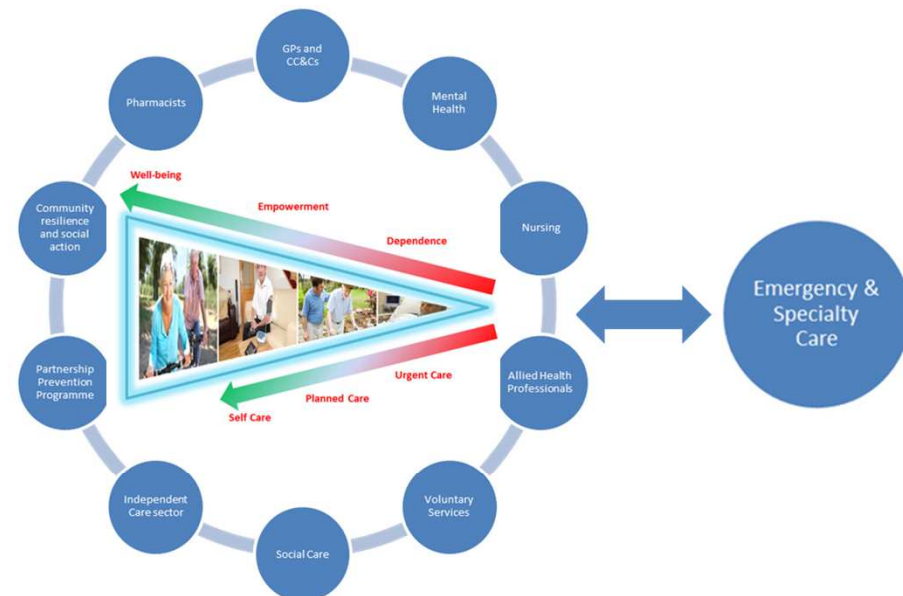 GPs and
CC&Cs
Mental
Health
Pharmacists
Well-being
Community
resilience
and social
action
Empowerment
Nursing
Dependence
Emergency &
Specialty
Care
Partnership
Prevention
Programme
Urgent Care
Allied Health
Professionals
Planned Care
Self Care
Independent
Care sector
Voluntary
Services
Social Care